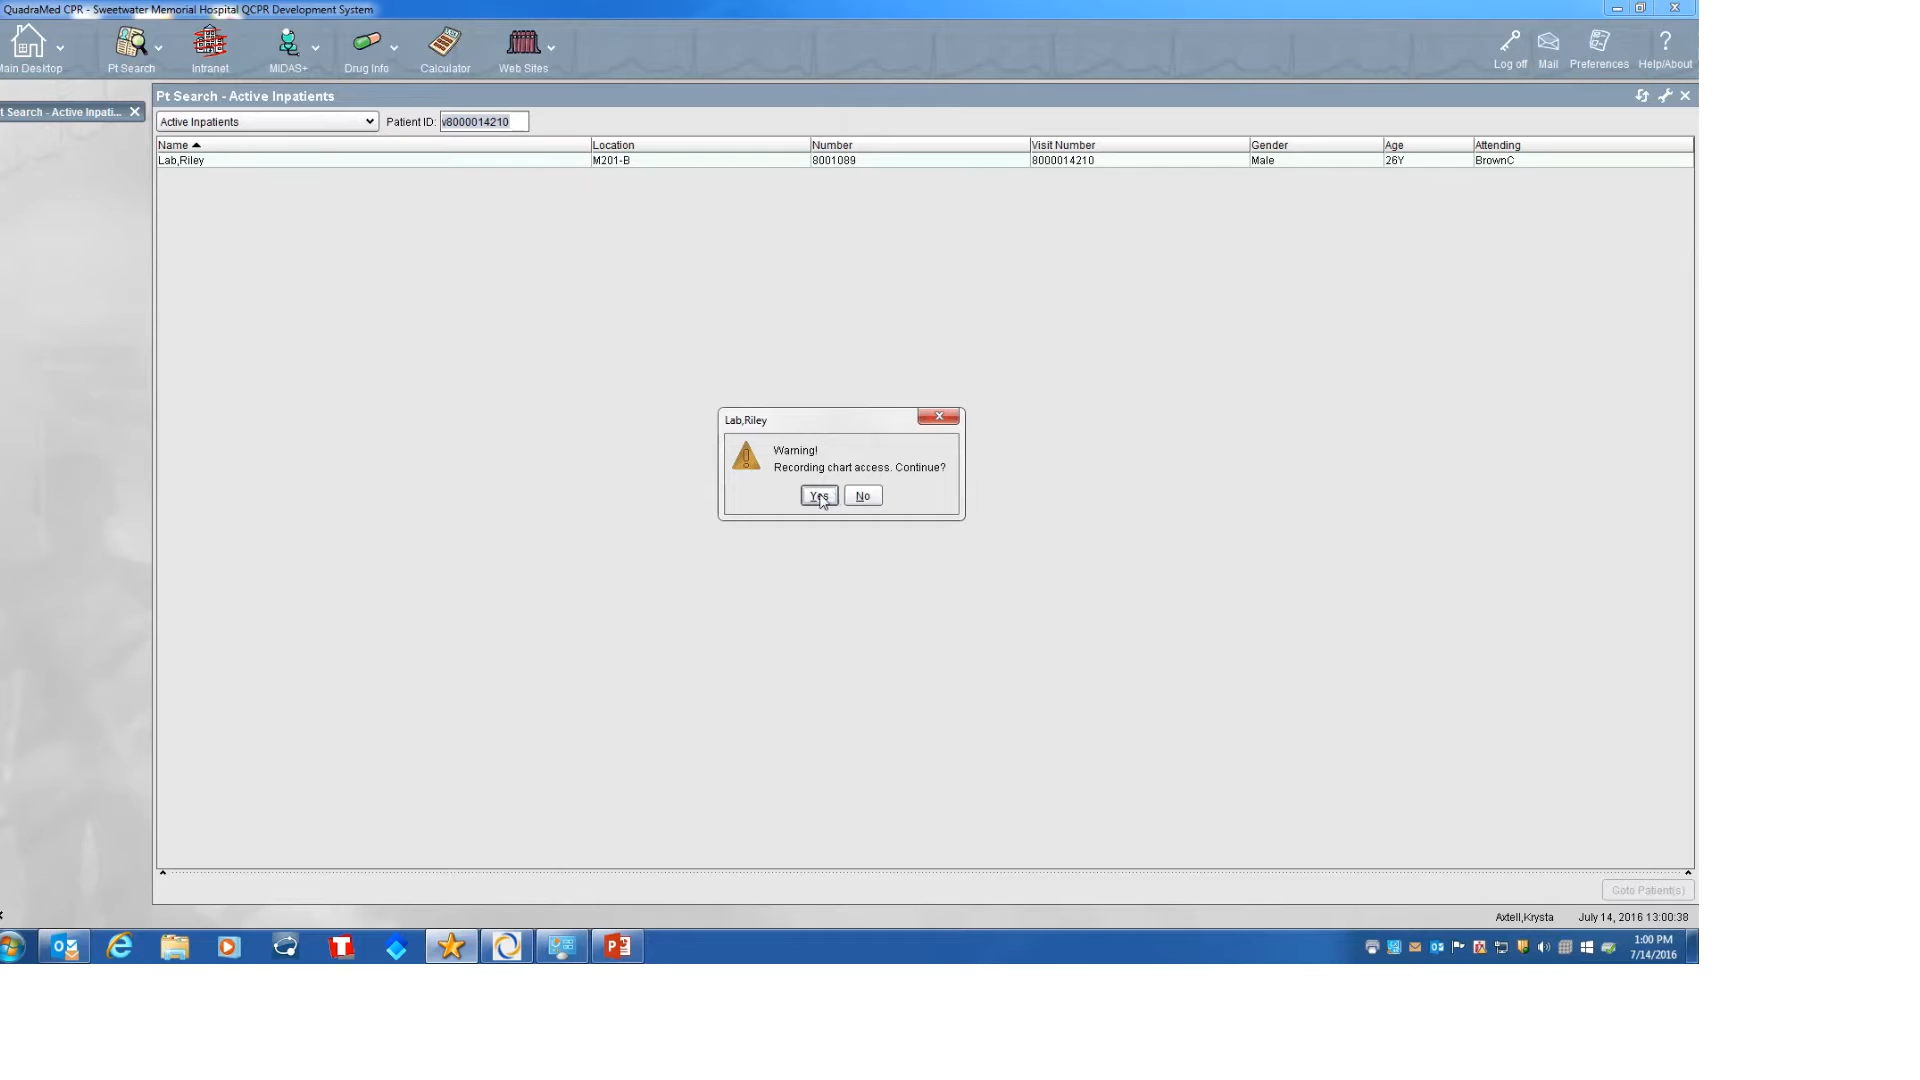 QuadraMed CPR - Sweetwater Memorial Hospital QCPR Development System
ain Desktop
Pt Search
Intranet
MIDAS+
Drug Info
Calculator
Web Sites
Log off
Mail
Preferences
Help/About
t Search - Active Inpati...
Pt Search - Active Inpatients
Active Inpatients
Patient ID: v8000014210
Name Location Number Visit Number Gender Age Attending
Lab,Riley M201-B 8001089 8000014210 Male 26Y BrownC
Lab,Riley
Warning!
Recording chart access. Continue?
Yes No
Goto Patient(s)
Axtell,Krysta July 14, 2016 13:00:38
1:00 PM
7/14/2016